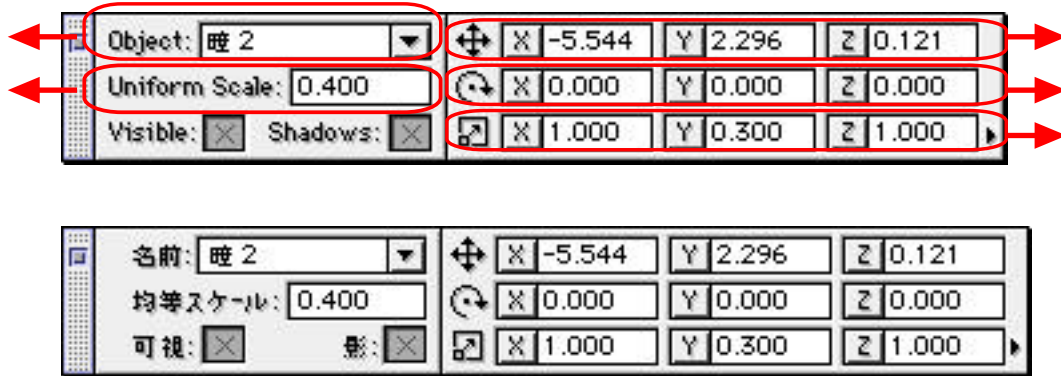 Object: 2 X -5.544 Y 2.296 Z 0.121
Uniform Scale: 0.400 X 0.000 Y 0.000 Z 0.000
Visible: Shadows: X 1.000 Y 0.300 Z 1.000
名前: 2 X -5.544 Y 2.296 Z 0.121
均等スケール: 0.400 X 0.000 Y 0.000 Z 0.000
可視: 影: X 1.000 Y 0.300 Z 1.000